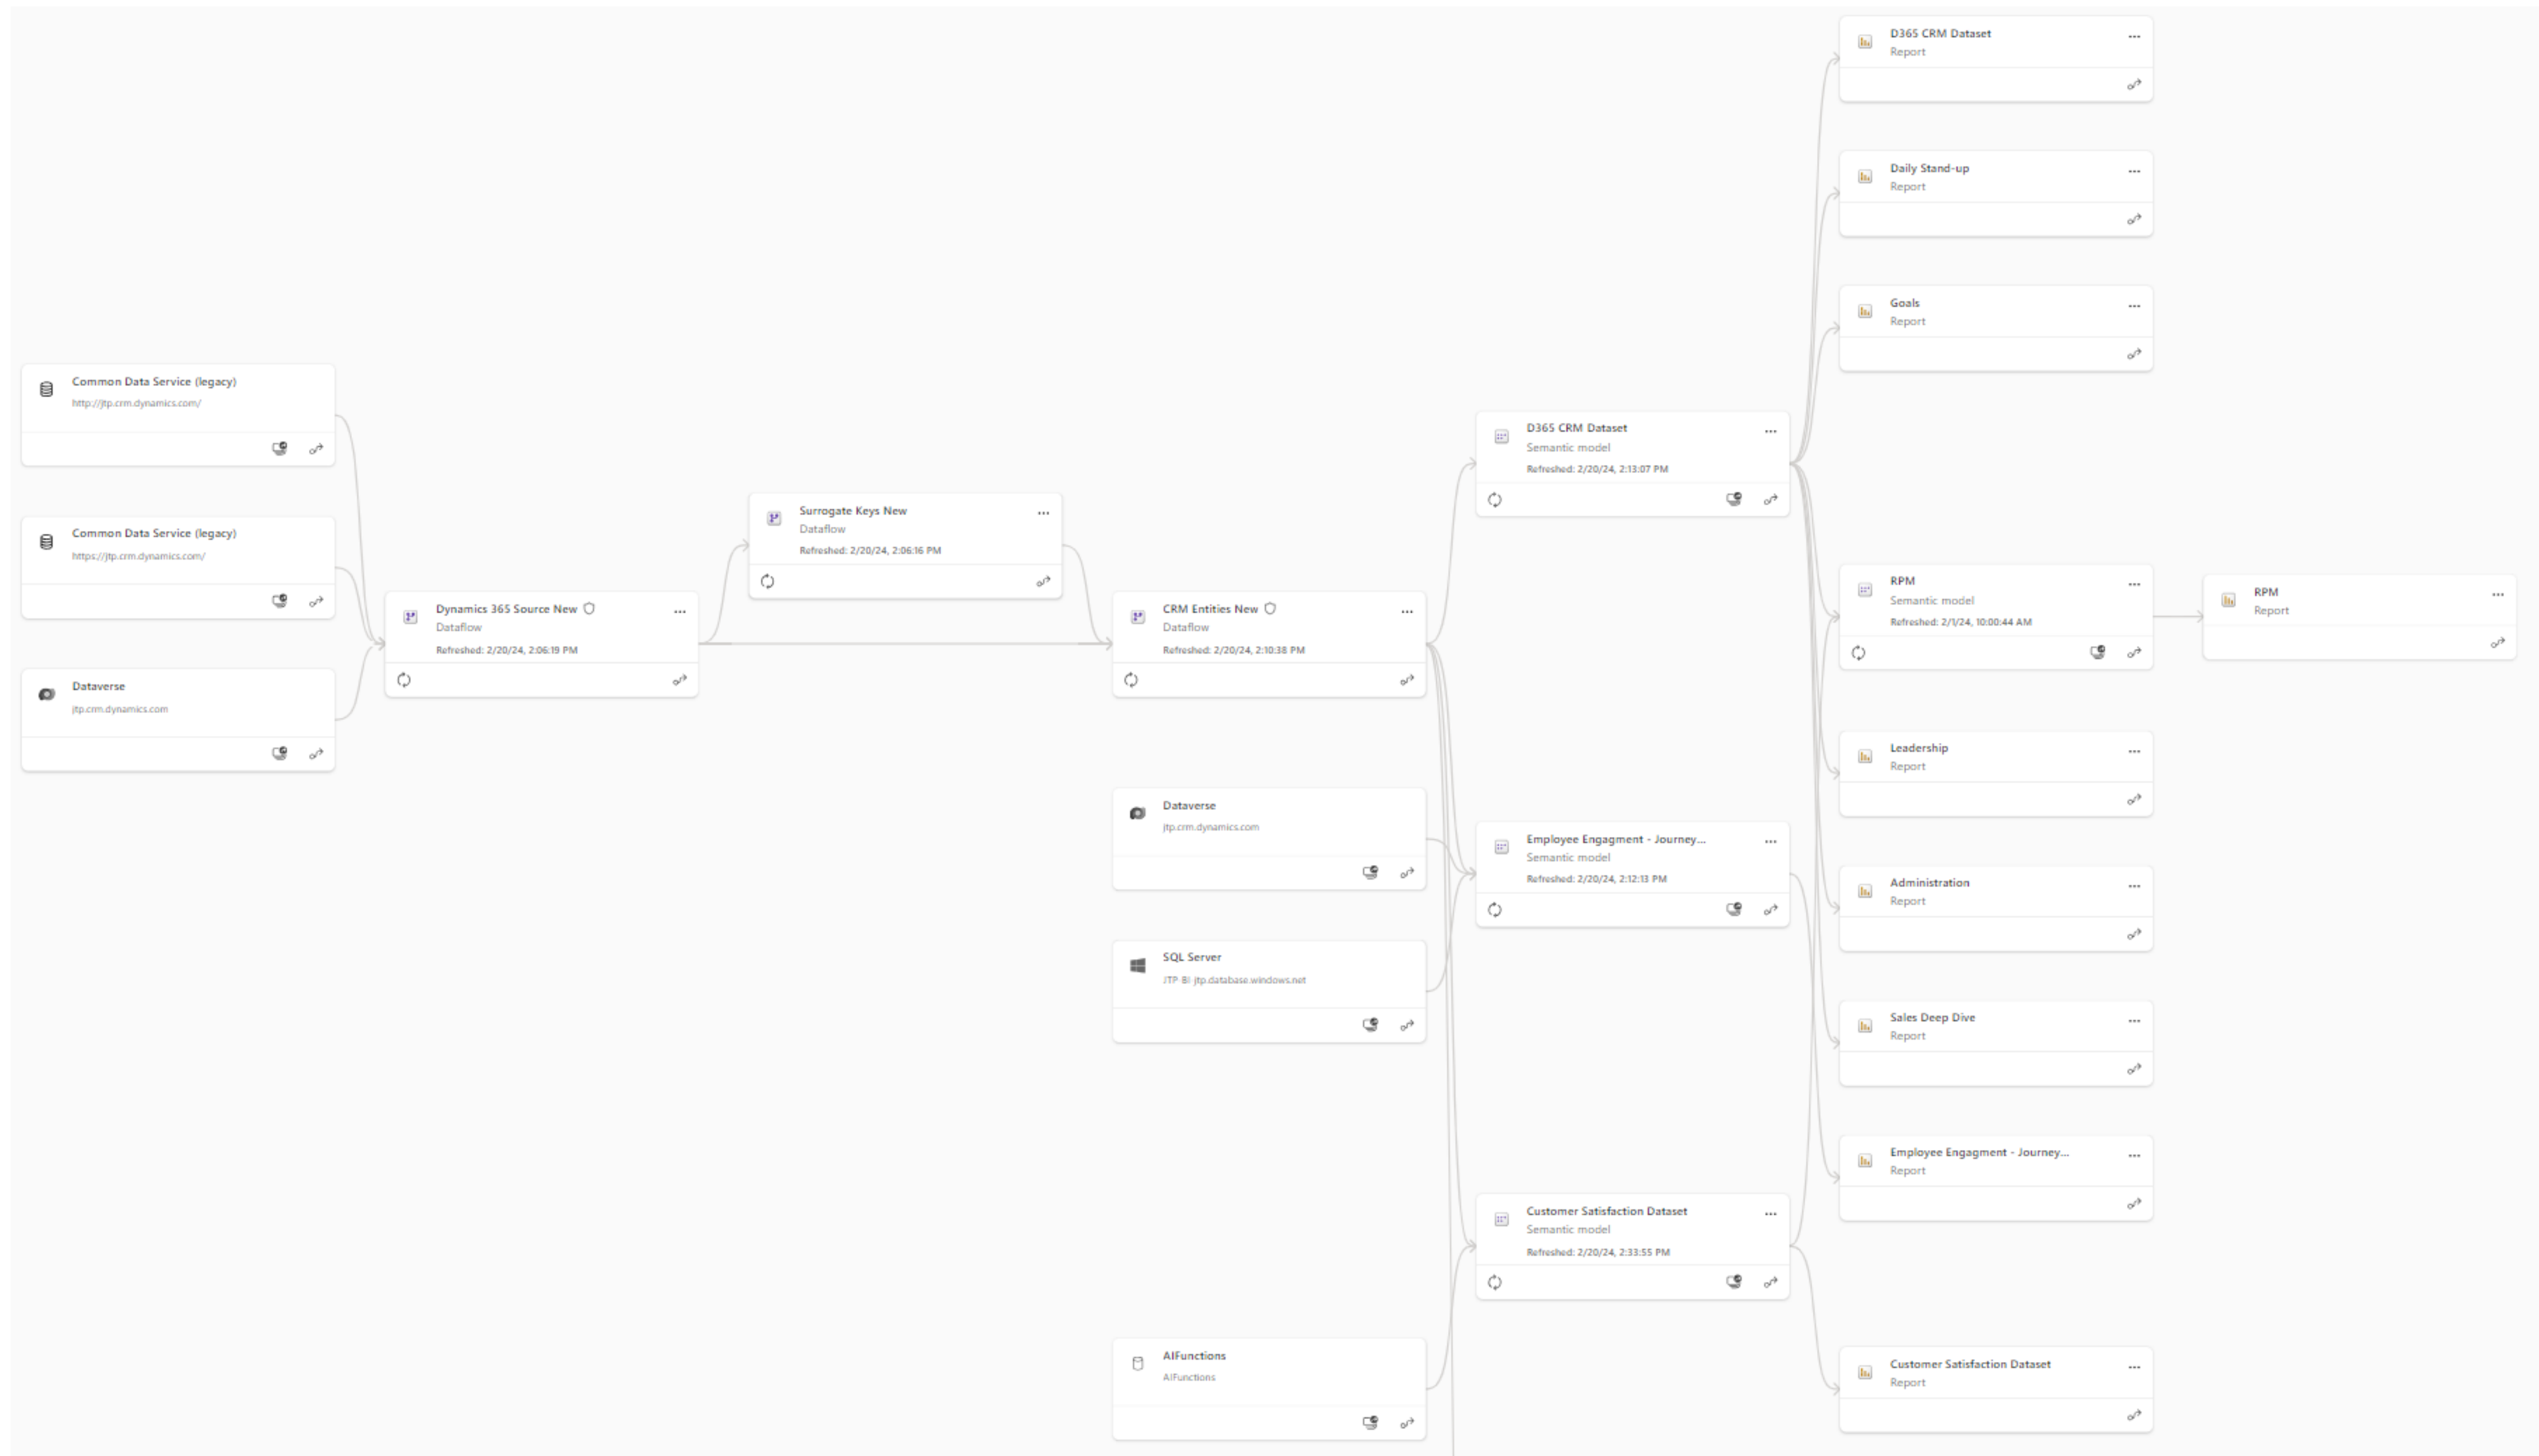 D365 CRM Dataset
Report
Daily Stand-up
Report
Goals
Report
Common Data Service (legacy)
http://jtp.crm.dynamics.com/
D365 CRM Dataset
Semantic model
Refreshed: 2/20/24, 2:13:07 PM
Surrogate Keys New
Dataflow
Refreshed: 2/20/24, 2:06:16 PM
Common Data Service (legacy)
https://jtp.crm.dynamics.com/
RPM
Semantic model
Refreshed: 2/1/24, 10:00:44 AM
RPM
Report
Dynamics 365 Source New
Dataflow
Refreshed: 2/20/24, 2:06:19 PM
CRM Entities New
Dataflow
Refreshed: 2/20/24, 2:10:38 PM
Dataverse
jtp.crm.dynamics.com
Leadership
Report
Dataverse
jtp.crm.dynamics.com
Employee Engagment - Journey...
Semantic model
Refreshed: 2/20/24, 2:12:13 PM
Administration
Report
SQL Server
JTP-BI-jtp.database.windows.net
Sales Deep Dive
Report
Employee Engagment - Journey...
Report
Customer Satisfaction Dataset
Semantic model
Refreshed: 2/20/24, 2:33:55 PM
AIFunctions
AIFunctions
Customer Satisfaction Dataset
Report